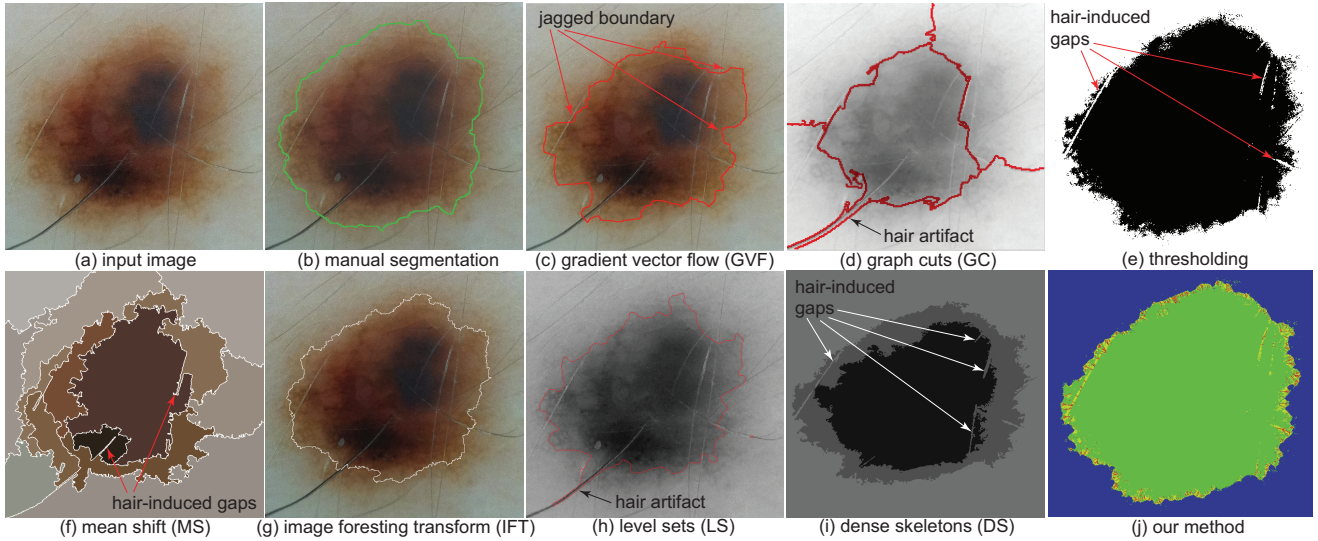 jagged boundary
hair-induced
gaps
hair artifact
(a) input image
(b) manual segmentation
(c) gradient vector flow (GVF)
(d) graph cuts (GC)
(e) thresholding
hair-induced
gaps
hair-induced gaps
hair artifact
(f) mean shift (MS)
(g) image foresting transform (IFT)
(h) level sets (LS)
(i) dense skeletons (DS)
(j) our method